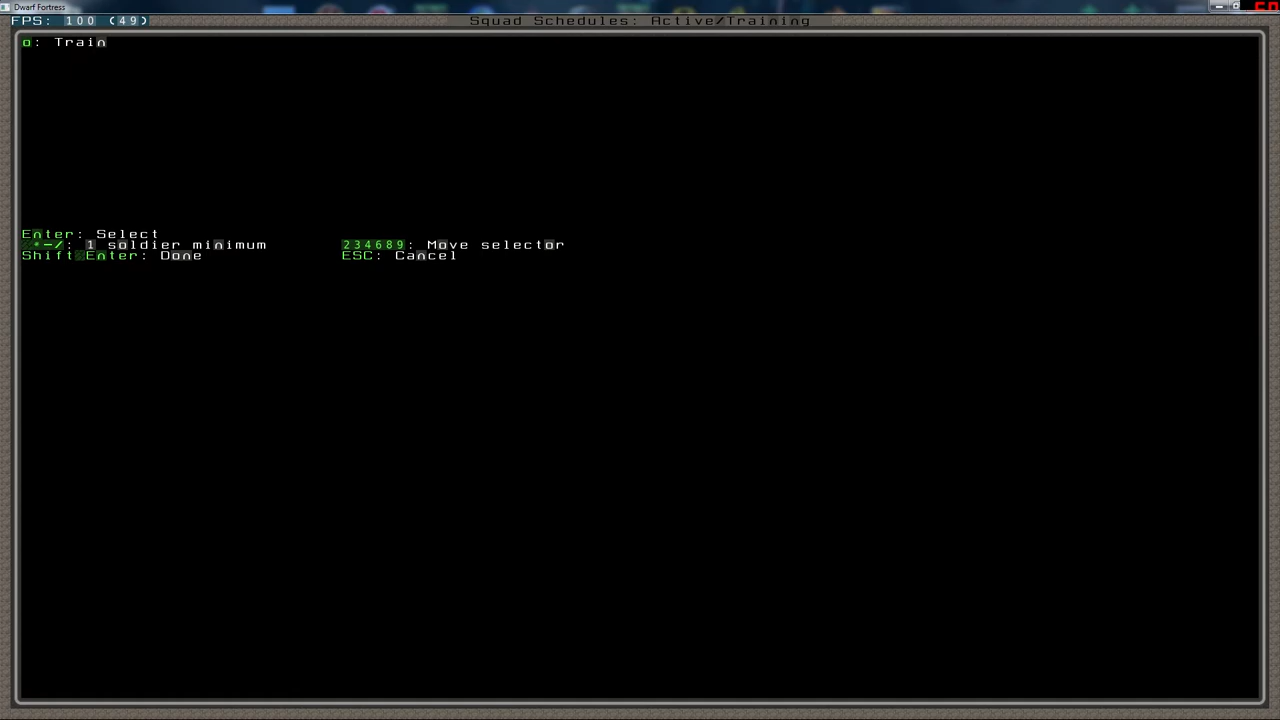 Dwarf Fortress
FPS: 100 (49) Squad Schedules: Active/Training
o: Train
Enter: Select
*-/: 1 soldier minimum 234689: Move selector
Shift Enter: Done ESC: Cancel